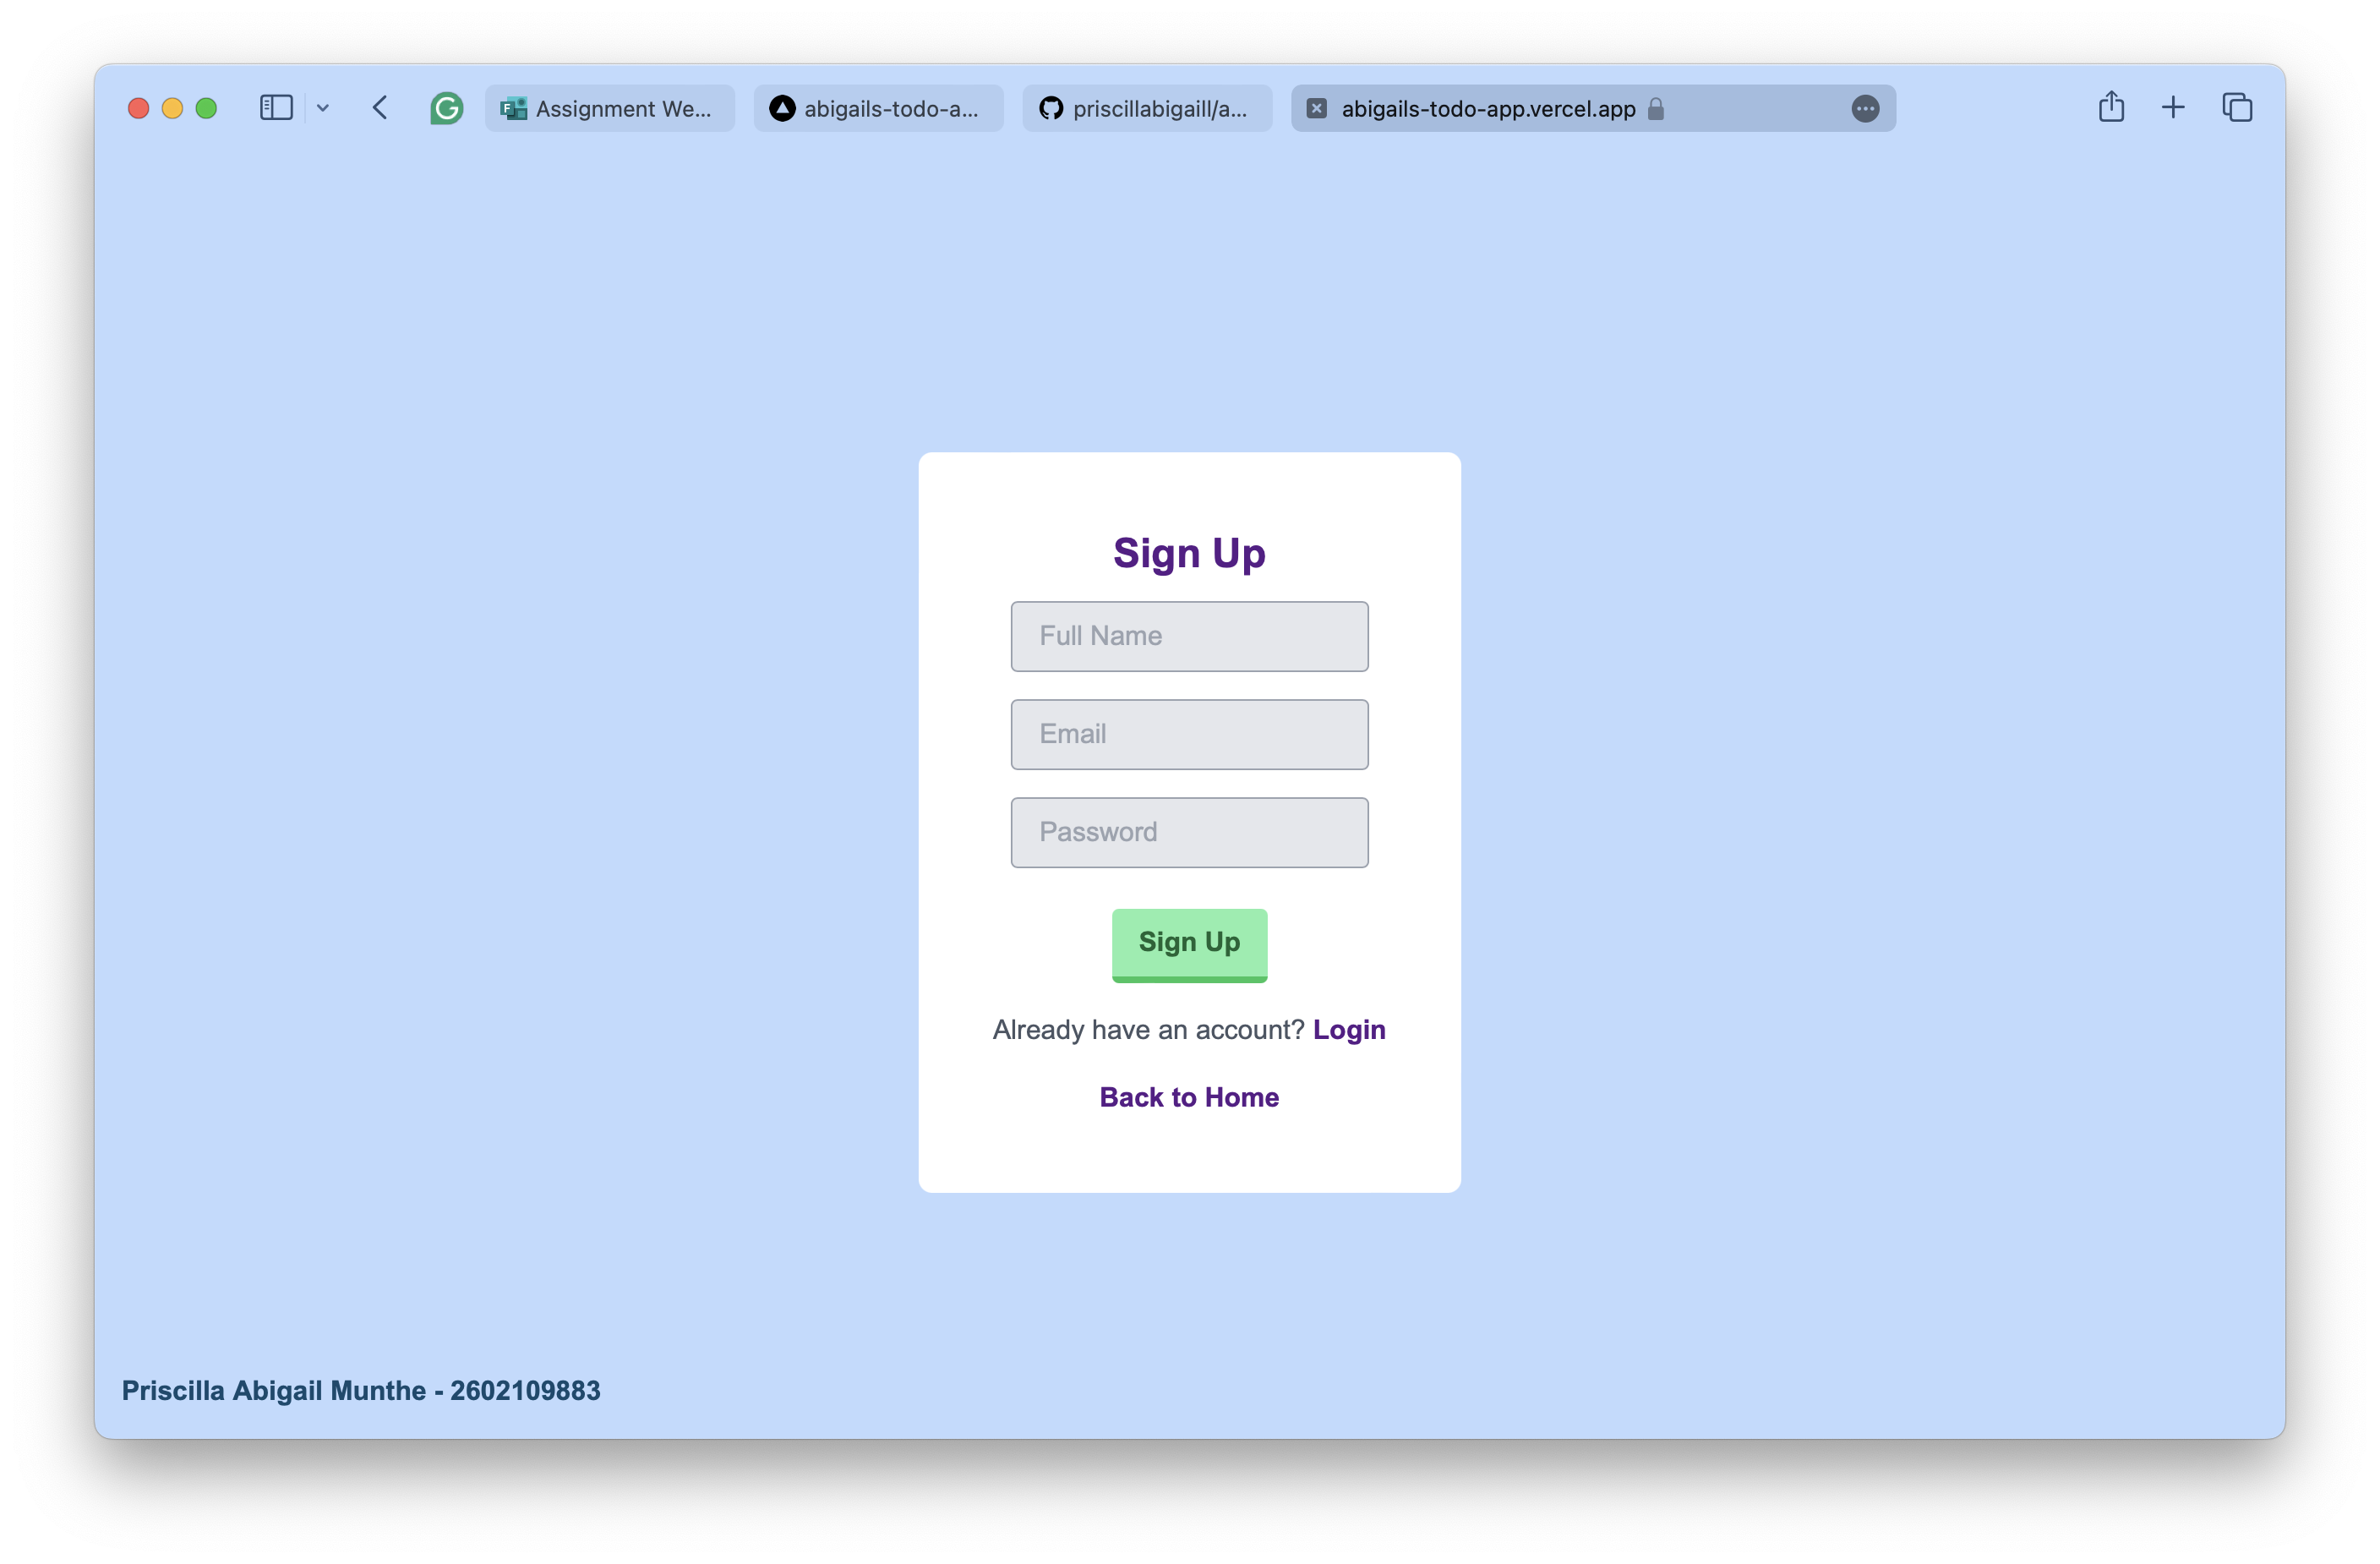 Assignment We...
abigails-todo-a...
priscillabigaill/a...
abigails-todo-app.vercel.app
Sign Up
Full Name
Email
Password
Sign Up
Already have an account? Login
Back to Home
Priscilla Abigail Munthe - 2602109883